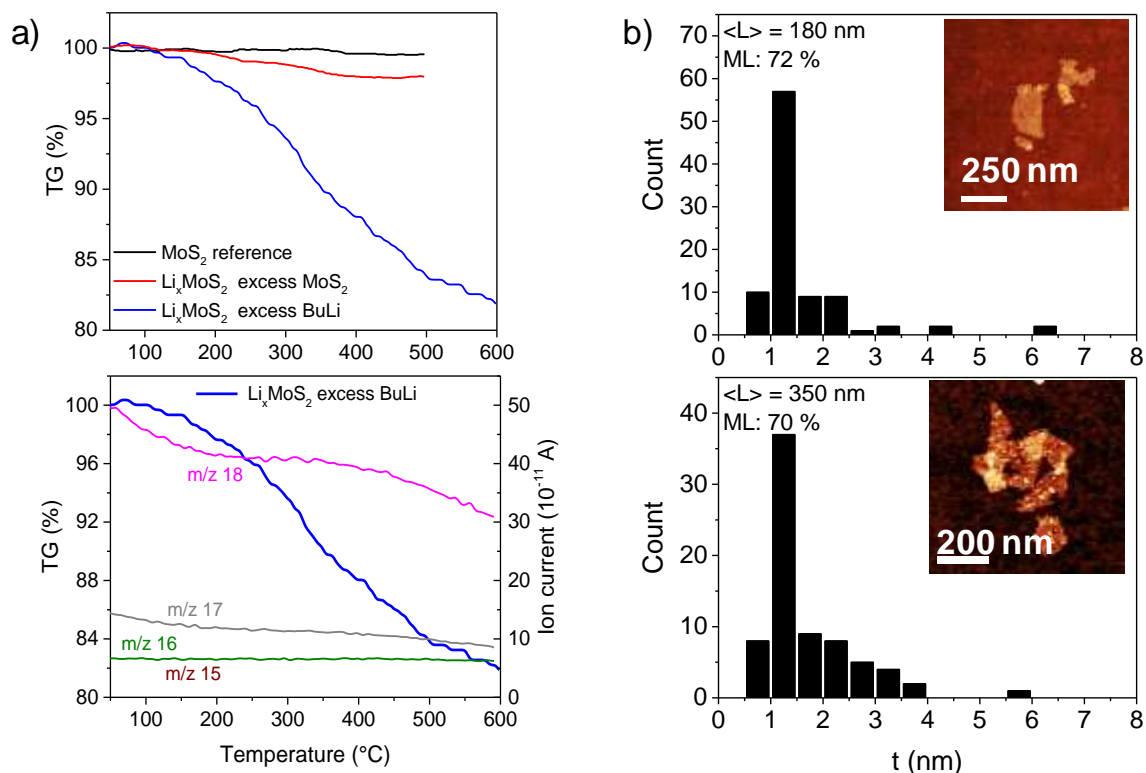 a)
TG (%)
100
95
90
85
80
MoS₂ reference
LiₓMoS₂ excess MoS₂
LiₓMoS₂ excess BuLi
100 200 300 400 500 600
LiₓMoS₂ excess BuLi
TG (%)
100
96
92
88
84
80
m/z 18
m/z 17
m/z 16
m/z 15
50
40
30
20
10
0
Ion current (10⁻¹¹ A)
100 200 300 400 500 600
Temperature (°C)
b)
<L> = 180 nm
ML: 72 %
250 nm
Count
70
60
50
40
30
20
10
0
0 1 2 3 4 5 6 7 8
<L> = 350 nm
ML: 70 %
200 nm
Count
40
30
20
10
0
0 1 2 3 4 5 6 7 8
t (nm)